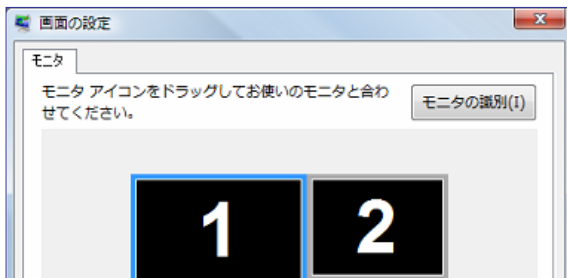 画面の設定
モニタ
モニタ アイコンをドラッグしてお使いのモニタと合わ
せてください。
モニタの識別(I)
1 2